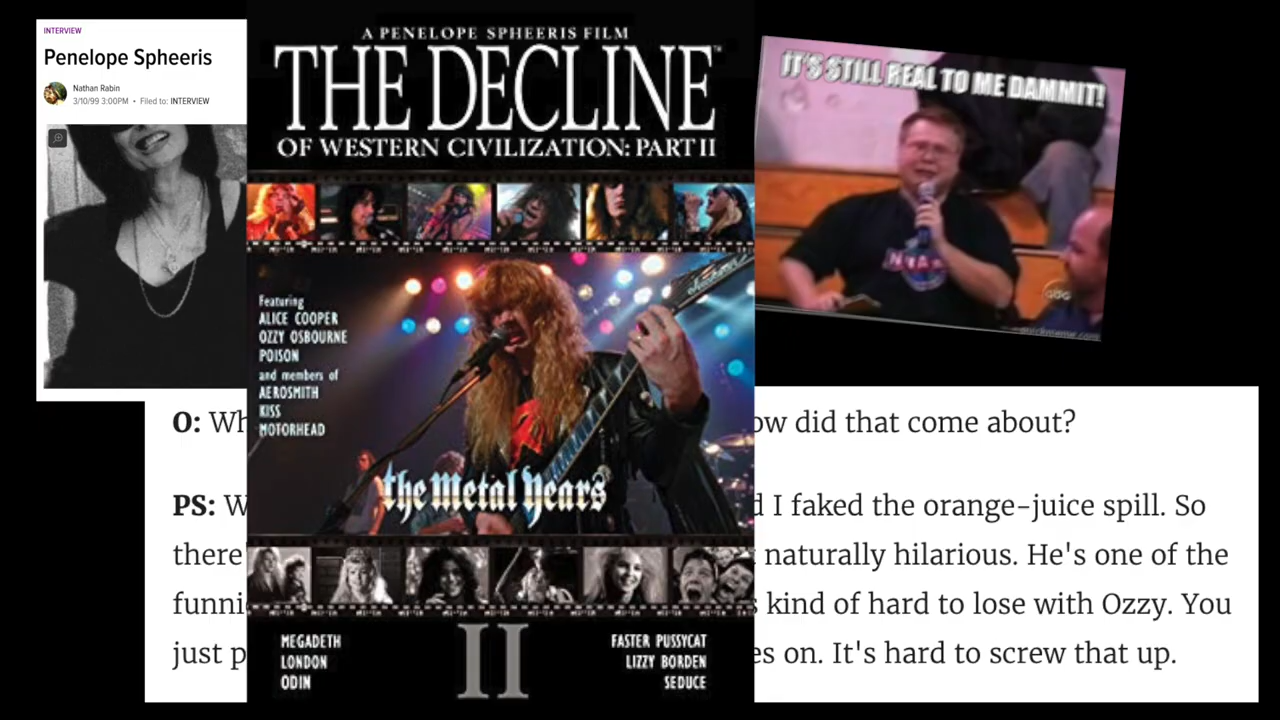 INTERVIEW
Penelope Spheeris
Nathan Rabin
3/10/99 3:00PM • Filed to: INTERVIEW
A PENELOPE SPHEERIS FILM
THE DECLINE™
OF WESTERN CIVILIZATION: PART II
Featuring
ALICE COOPER
OZZY OSBOURNE
POISON
and members of
AEROSMITH
KISS
MOTORHEAD
the Metal Years
MEGADETH
LONDON
ODIN
II
FASTER PUSSYCAT
LIZZY BORDEN
SEDUCE
IT'S STILL REAL TO ME DAMMIT!
quickmeme.com
O: Wh ow did that come about?
PS: W d I faked the orange-juice spill. So
there naturally hilarious. He's one of the
funni s kind of hard to lose with Ozzy. You
just p es on. It's hard to screw that up.